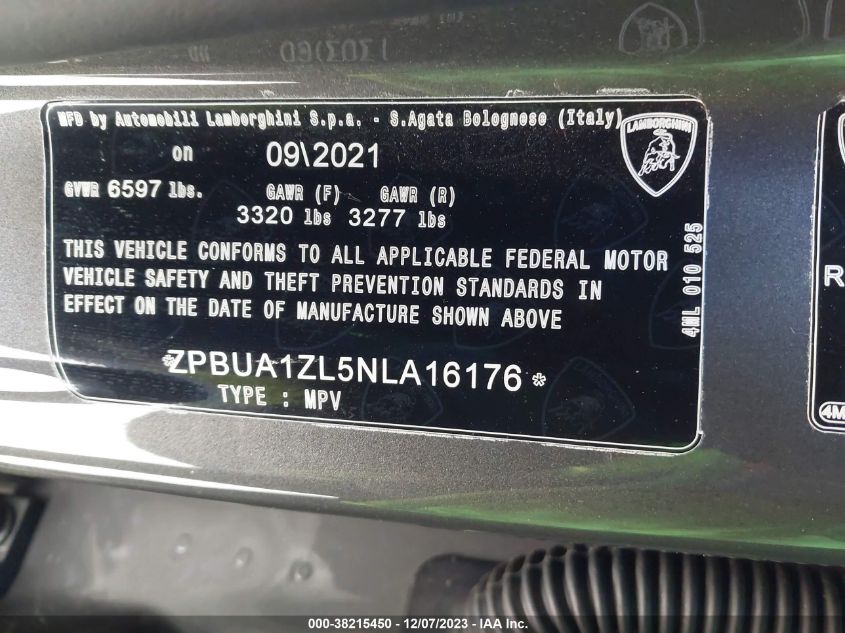 MFD by Automobili Lamborghini S.p.a. - S.Agata Bolognese (Italy)
on 09\2021
LAMBORGHINI
GVWR 6597 lbs. GAWR (F) GAWR (R)
3320 lbs 3277 lbs
THIS VEHICLE CONFORMS TO ALL APPLICABLE FEDERAL MOTOR
VEHICLE SAFETY AND THEFT PREVENTION STANDARDS IN
EFFECT ON THE DATE OF MANUFACTURE SHOWN ABOVE
4ML 010 525
*ZPBUA1ZL5NLA16176*
TYPE : MPV
R
4M
000-38215450 - 12/07/2023 - IAA Inc.